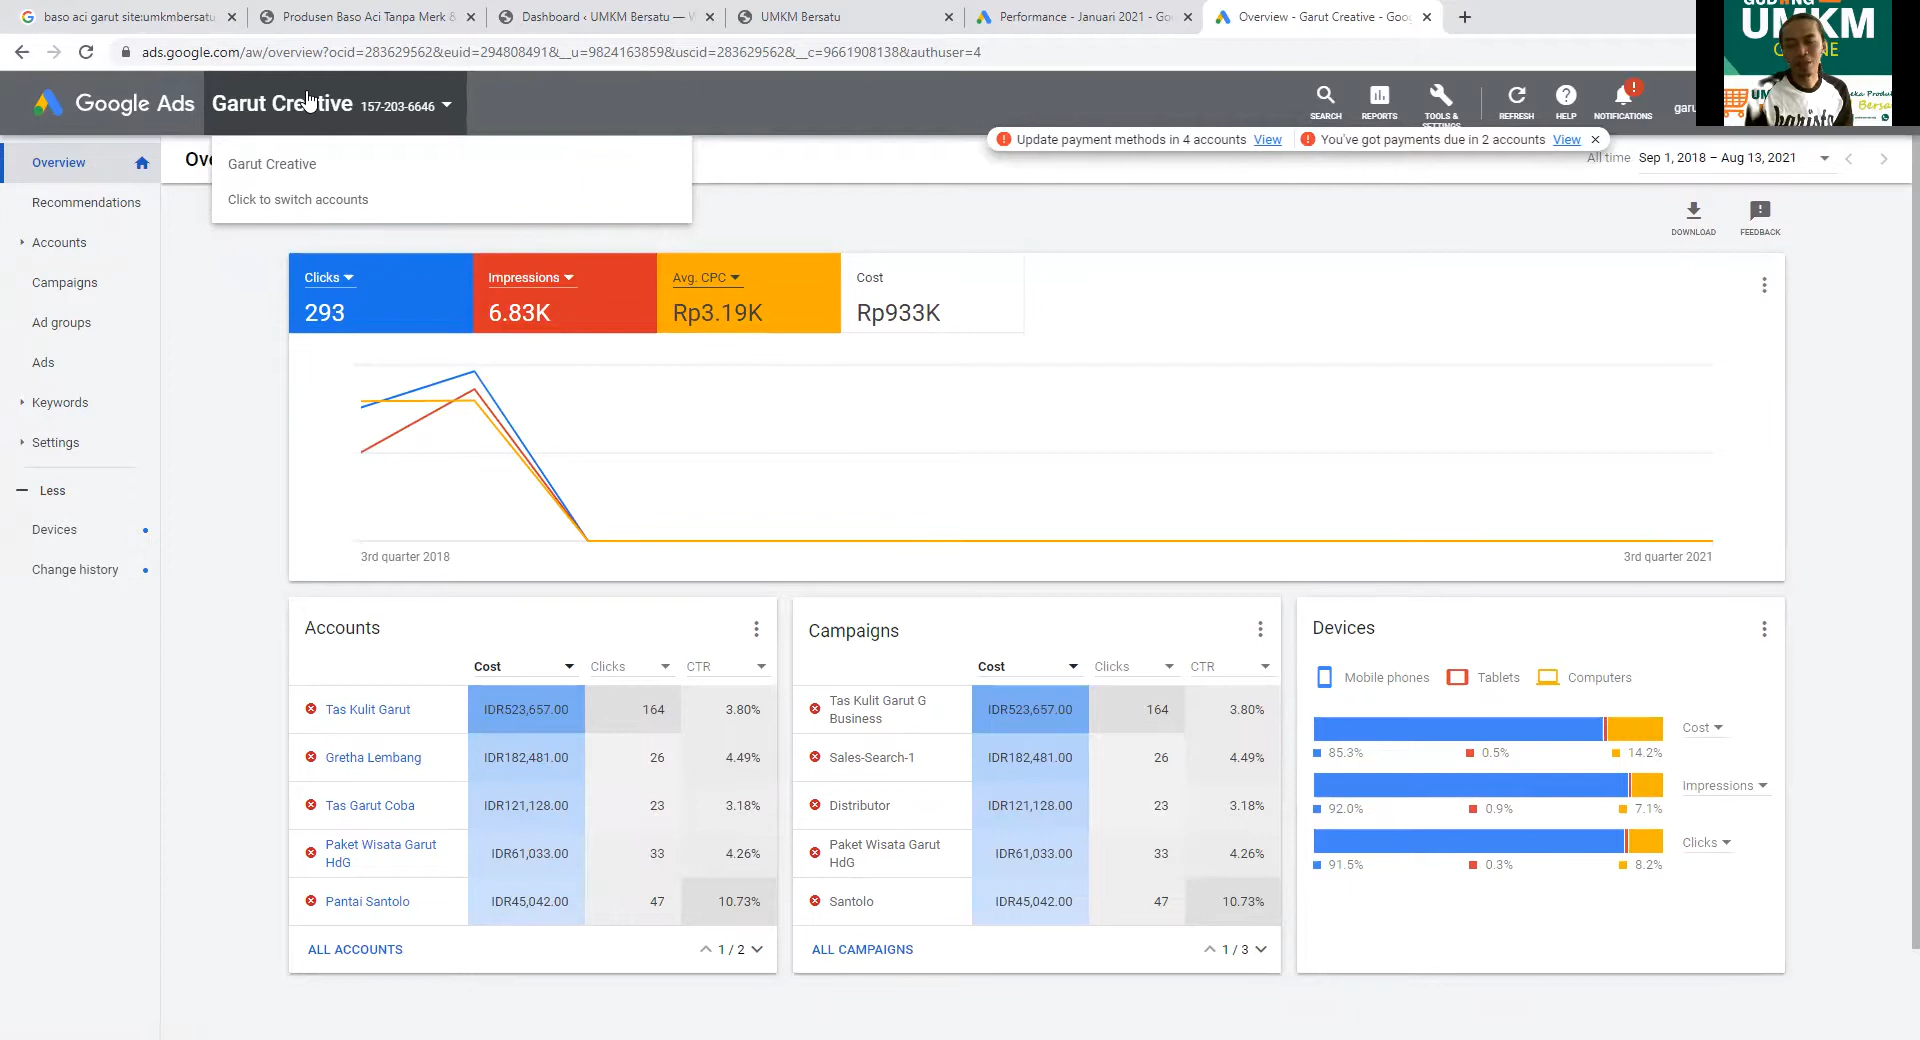 baso aci garut site:umkmbersatu
Produsen Baso Aci Tanpa Merk &
Dashboard ‹ UMKM Bersatu — W
UMKM Bersatu
Performance - Januari 2021 - Go
Overview - Garut Creative - Goo
ads.google.com/aw/overview?ocid=283629562&euid=294808491&__u=9824163859&uscid=283629562&__c=9661908138&authuser=4
UMKM
Google Ads
Garut Creative 157-203-6646
SEARCH
REPORTS
TOOLS &
SETTINGS
REFRESH
HELP
NOTIFICATIONS
garu
barista
Update payment methods in 4 accounts View
You've got payments due in 2 accounts View
Garut Creative
Click to switch accounts
All time Sep 1, 2018 – Aug 13, 2021
Overview
Recommendations
Accounts
Campaigns
Ad groups
Ads
Keywords
Settings
Less
Devices
Change history
DOWNLOAD
FEEDBACK
Clicks
293
Impressions
6.83K
Avg. CPC
Rp3.19K
Cost
Rp933K
3rd quarter 2018
3rd quarter 2021
Accounts
Cost Clicks CTR
Tas Kulit Garut IDR523,657.00 164 3.80%
Gretha Lembang IDR182,481.00 26 4.49%
Tas Garut Coba IDR121,128.00 23 3.18%
Paket Wisata Garut
HdG IDR61,033.00 33 4.26%
Pantai Santolo IDR45,042.00 47 10.73%
ALL ACCOUNTS 1 / 2
Campaigns
Cost Clicks CTR
Tas Kulit Garut G
Business IDR523,657.00 164 3.80%
Sales-Search-1 IDR182,481.00 26 4.49%
Distributor IDR121,128.00 23 3.18%
Paket Wisata Garut
HdG IDR61,033.00 33 4.26%
Santolo IDR45,042.00 47 10.73%
ALL CAMPAIGNS 1 / 3
Devices
Mobile phones Tablets Computers
Cost
85.3% 0.5% 14.2%
Impressions
92.0% 0.9% 7.1%
Clicks
91.5% 0.3% 8.2%